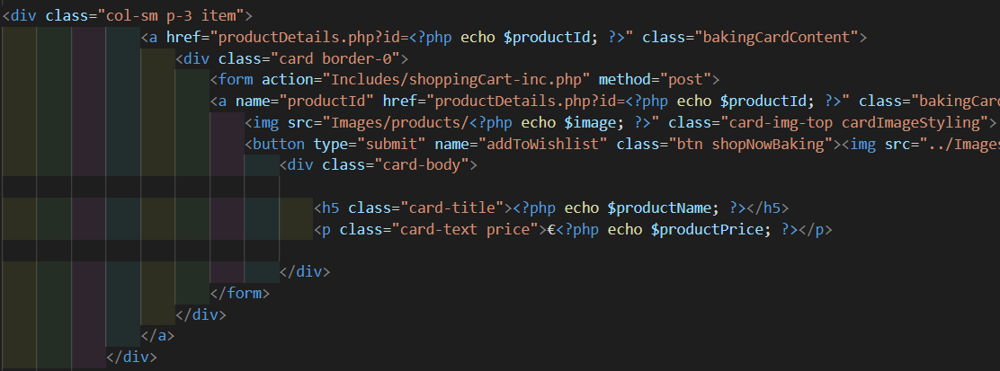 <div class="col-sm p-3 item">
<a href="productDetails.php?id=<?php echo $productId; ?>" class="bakingCardContent">
<div class="card border-0">
<form action="Includes/shoppingCart-inc.php" method="post">
<a name="productId" href="productDetails.php?id=<?php echo $productId; ?>" class="bakingCar
<img src="Images/products/<?php echo $image; ?>" class="card-img-top cardImageStyling">
<button type="submit" name="addToWishlist" class="btn shopNowBaking"><img src="../Images
<div class="card-body">
<h5 class="card-title"><?php echo $productName; ?></h5>
<p class="card-text price">€<?php echo $productPrice; ?></p>
</div>
</form>
</div>
</a>
</div>